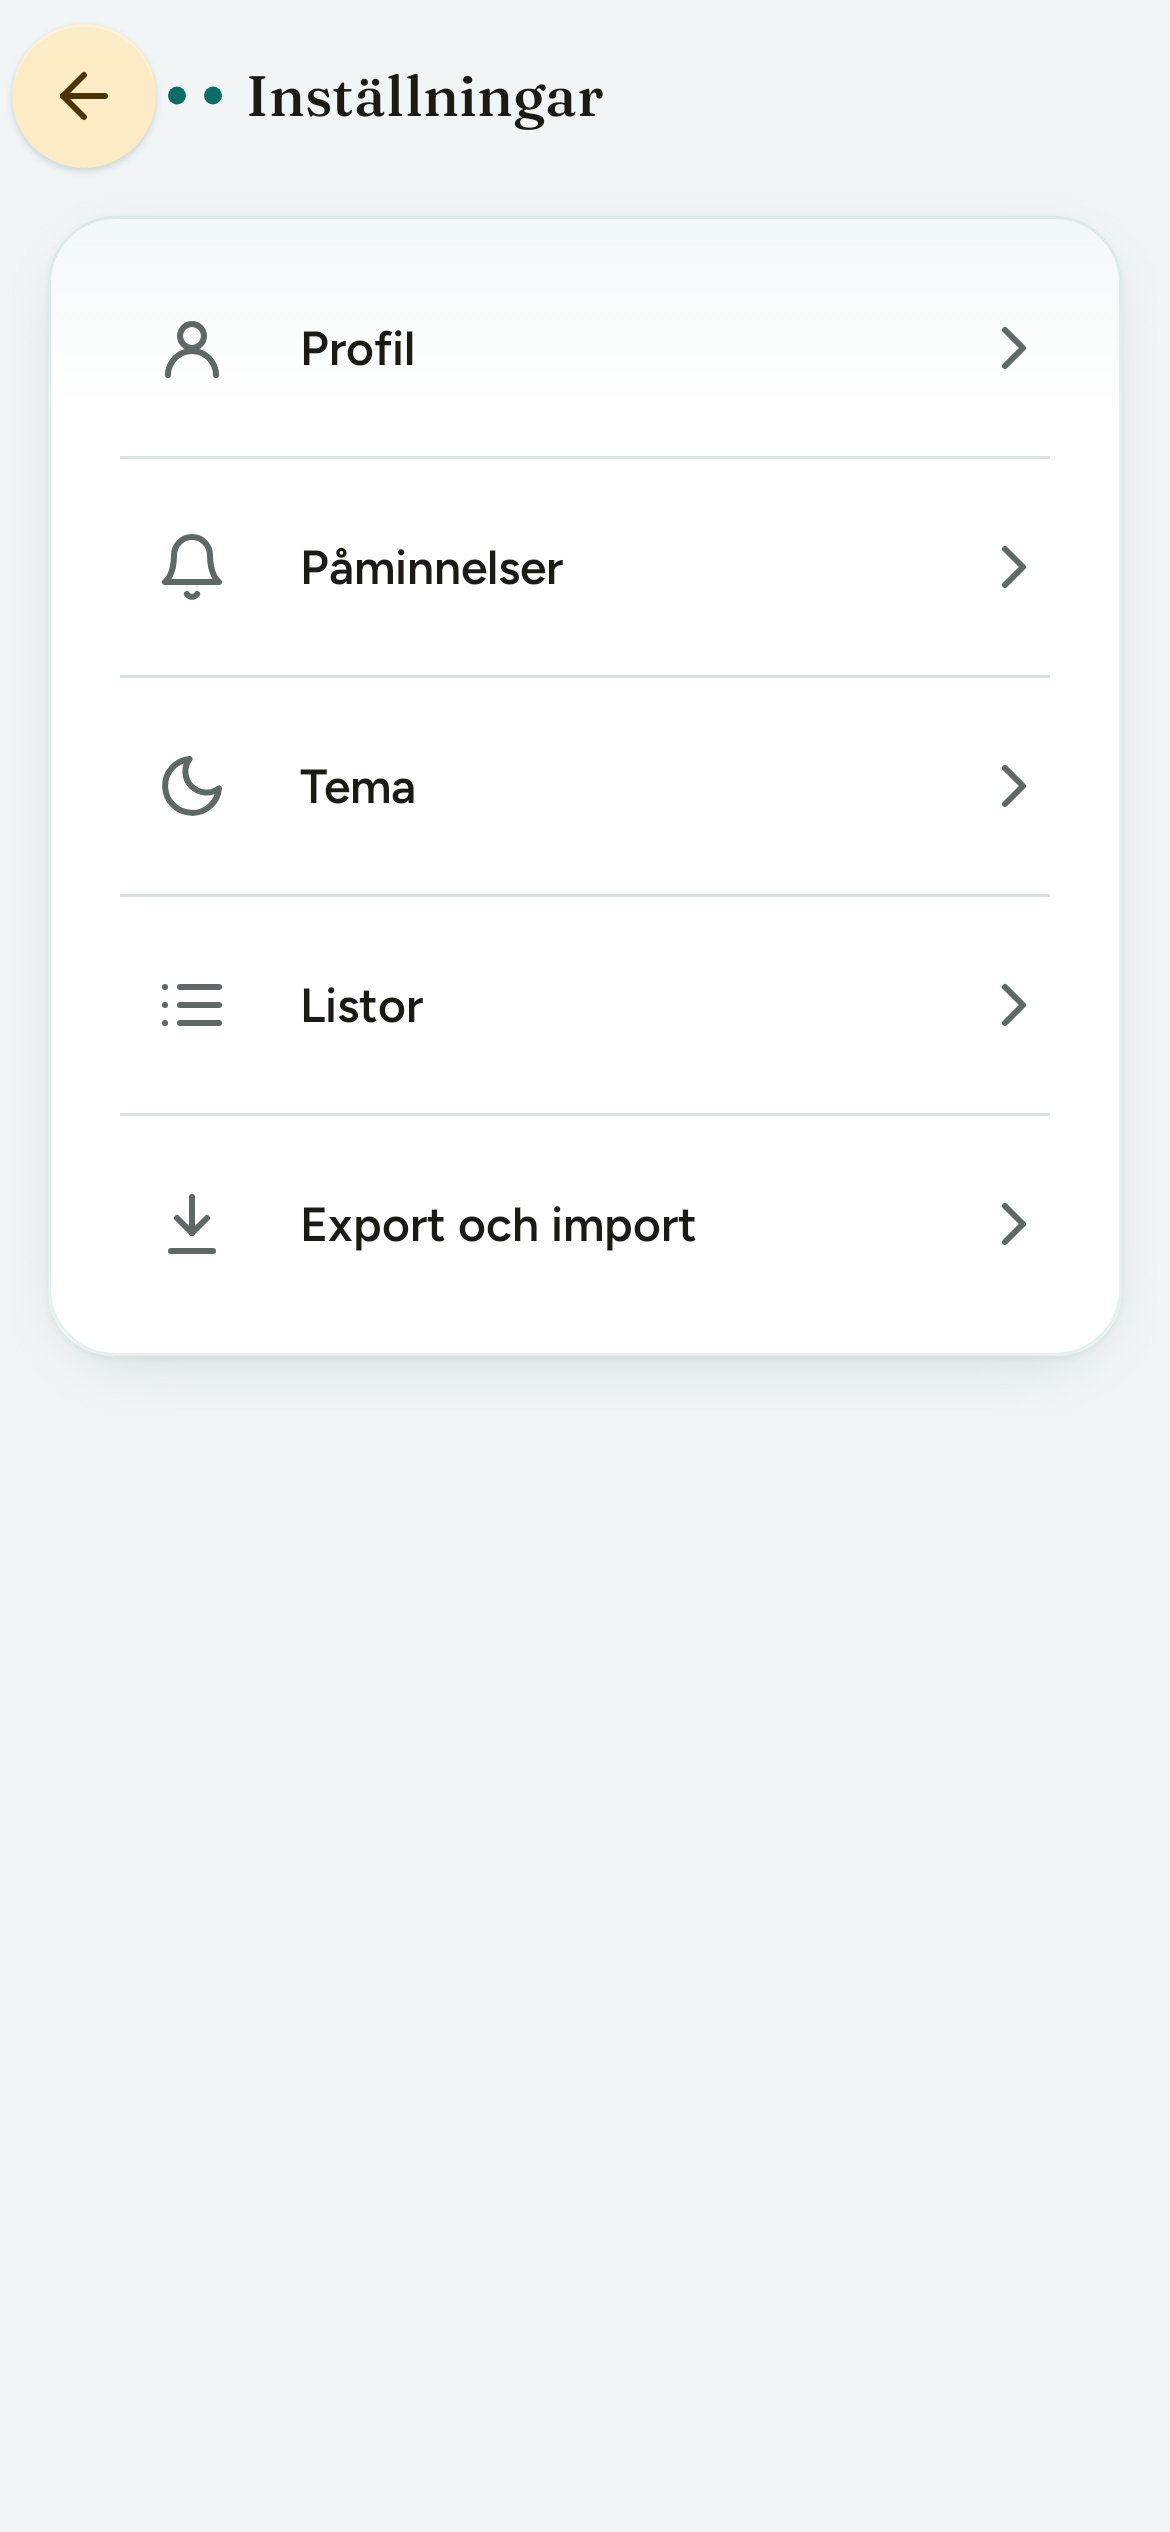 Inställningar
Profil
Påminnelser
Tema
Listor
Export och import